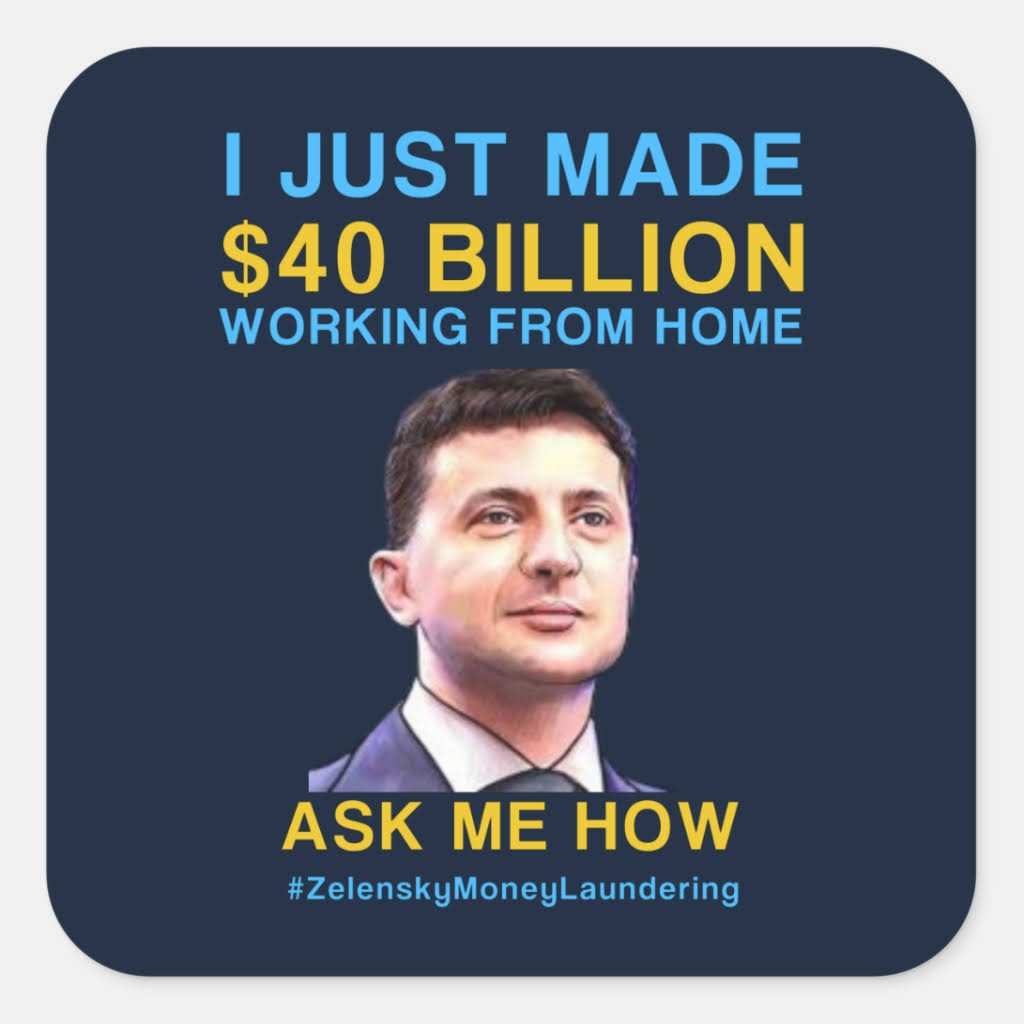 I JUST MADE
$40 BILLION
WORKING FROM HOME
ASK ME HOW
#ZelenskyMoneyLaundering